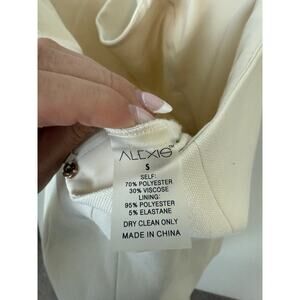 ALEXIS
S
SELF:
70% POLYESTER
30% VISCOSE
LINING:
95% POLYESTER
5% ELASTANE
DRY CLEAN ONLY
MADE IN CHINA